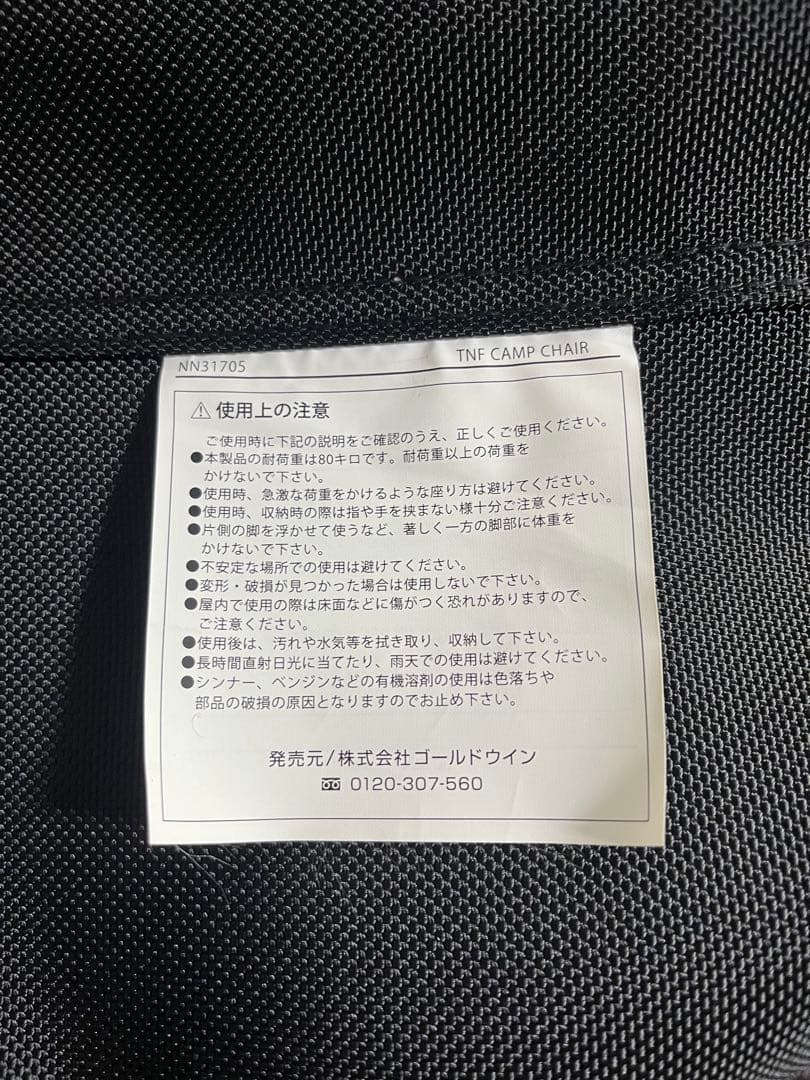 NN31705 TNF CAMP CHAIR
⚠ 使用上の注意
ご使用時に下記の説明をご確認のうえ、正しくご使用ください。
●本製品の耐荷重は80キロです。耐荷重以上の荷重を
かけないで下さい。
●使用時、急激な荷重をかけるような座り方は避けてください。
●使用時、収納時の際は指や手を挟まない様十分ご注意ください。
●片側の脚を浮かせて使うなど、著しく一方の脚部に体重を
かけないで下さい。
●不安定な場所での使用は避けてください。
●変形・破損が見つかった場合は使用しないで下さい。
●屋内で使用の際は床面などに傷がつく恐れがありますので、
ご注意ください。
●使用後は、汚れや水気等を拭き取り、収納して下さい。
●長時間直射日光に当てたり、雨天での使用は避けてください。
●シンナー、ベンジンなどの有機溶剤の使用は色落ちや
部品の破損の原因となりますのでお止め下さい。
発売元/株式会社ゴールドウイン
0120-307-560